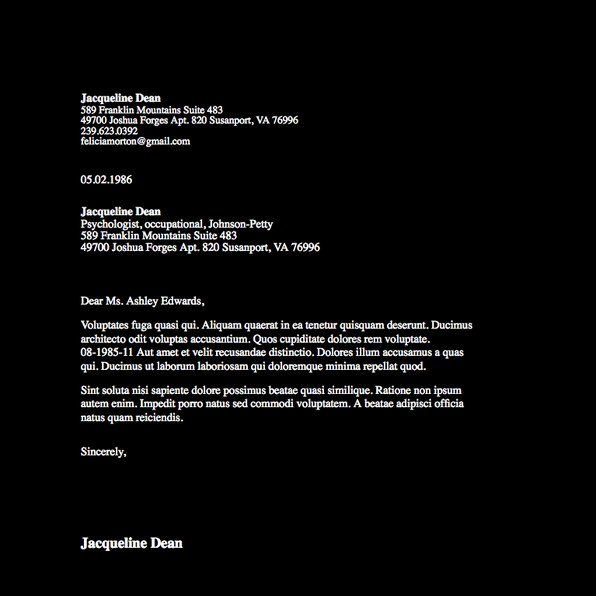 Jacqueline Dean
589 Franklin Mountains Suite 483
49700 Joshua Forges Apt. 820 Susanport, VA 76996
239.623.0392
feliciamorton@gmail.com
05.02.1986
Jacqueline Dean
Psychologist, occupational, Johnson-Petty
589 Franklin Mountains Suite 483
49700 Joshua Forges Apt. 820 Susanport, VA 76996
Dear Ms. Ashley Edwards,
Voluptates fuga quasi qui. Aliquam quaerat in ea tenetur quisquam deserunt. Ducimus
architecto odit voluptas accusantium. Quos cupiditate dolores rem voluptate.
08-1985-11 Aut amet et velit recusandae distinctio. Dolores illum accusamus a quas
qui. Ducimus ut laborum laboriosam qui doloremque minima repellat quod.
Sint soluta nisi sapiente dolore possimus beatae quasi similique. Ratione non ipsum
autem enim. Impedit porro natus sed commodi voluptatem. A beatae adipisci officia
natus quam reiciendis.
Sincerely,
Jacqueline Dean